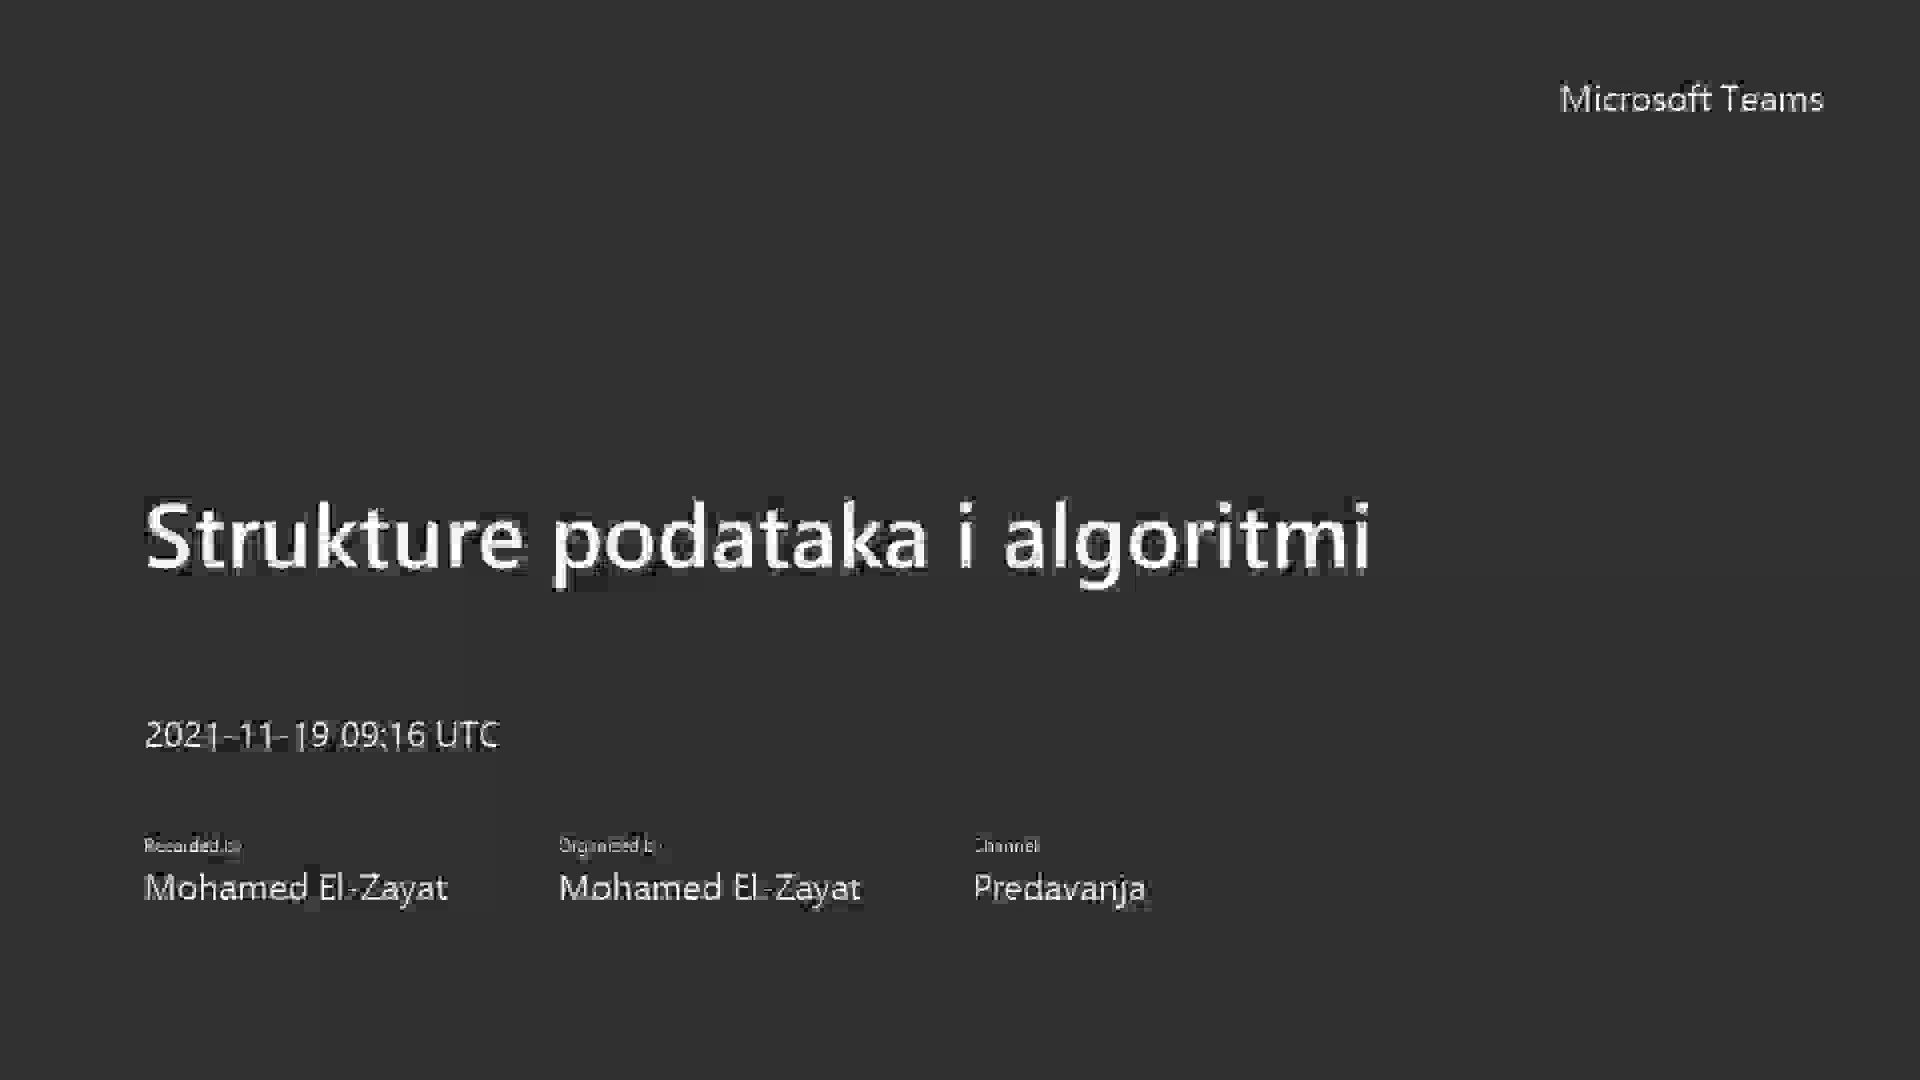 Microsoft Teams
Strukture podataka i algoritmi
2021-11-19 09:16 UTC
Recorded by Organized by Channel
Mohamed El-Zayat Mohamed El-Zayat Predavanja